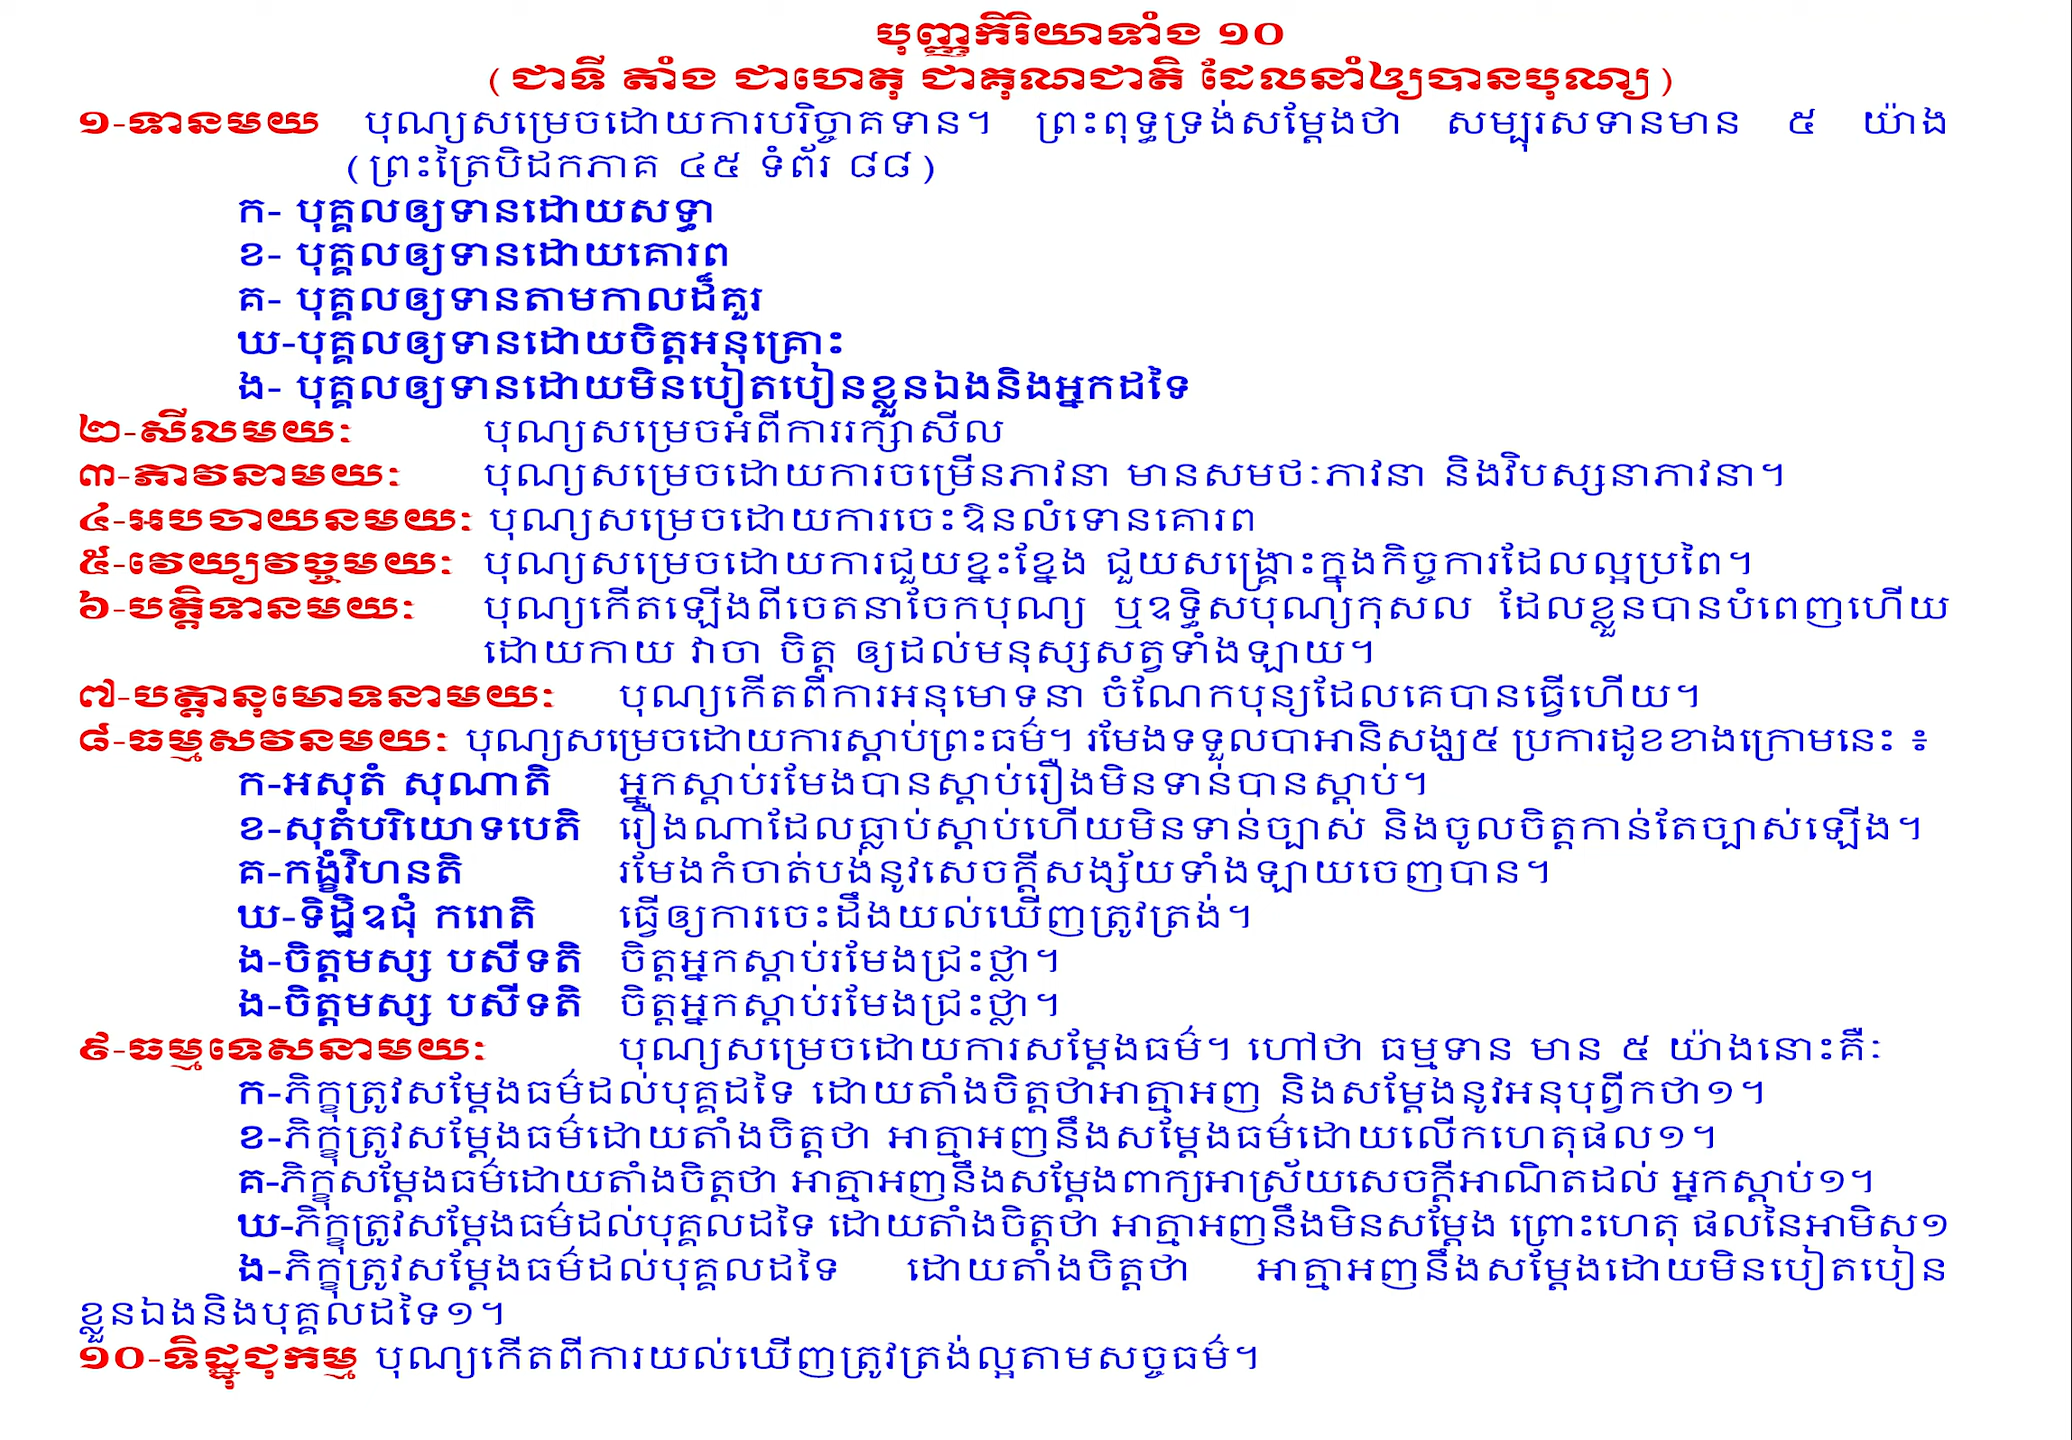 បុញ្ញកិរិយាទាំង ១០
(ជាទី តាំង ជាហេតុ ជាគុណជាតិ ដែលនាំឲ្យបានបុណ្យ)
១-ទានមយ បុណ្យសម្រេចដោយការបរិច្ចាគទាន។ ព្រះពុទ្ធទ្រង់សម្ដែងថា សម្បុរសទានមាន ៥ យ៉ាង
(ព្រះត្រៃបិដកភាគ ៤៥ ទំព័រ ៨៨)
ក- បុគ្គលឲ្យទានដោយសទ្ធា
ខ- បុគ្គលឲ្យទានដោយគោរព
គ- បុគ្គលឲ្យទានតាមកាលដ៏គួរ
ឃ-បុគ្គលឲ្យទានដោយចិត្តអនុគ្រោះ
ង- បុគ្គលឲ្យទានដោយមិនបៀតបៀនខ្លួនឯងនិងអ្នកដទៃ
២-សីលមយៈ បុណ្យសម្រេចអំពីការរក្សាសីល
៣-ភាវនាមយៈ បុណ្យសម្រេចដោយការចម្រើនភាវនា មានសមថៈភាវនា និងវិបស្សនាភាវនា។
៤-អបចាយនមយៈ បុណ្យសម្រេចដោយការចេះឱនលំទោនគោរព
៥-វេយ្យវច្ចមយៈ បុណ្យសម្រេចដោយការជួយខ្នះខ្នែង ជួយសង្គ្រោះក្នុងកិច្ចការដែលល្អប្រពៃ។
៦-បត្តិទានមយៈ បុណ្យកើតឡើងពីចេតនាចែកបុណ្យ ឬឧទ្ធិសបុណ្យកុសល ដែលខ្លួនបានបំពេញហើយ
ដោយកាយ វាចា ចិត្ត ឲ្យដល់មនុស្សសត្វទាំងឡាយ។
៧-បត្តានុមោទនាមយៈ បុណ្យកើតពីការអនុមោទនា ចំណែកបុន្យដែលគេបានធ្វើហើយ។
៨-ធម្មសវនមយៈ បុណ្យសម្រេចដោយការស្ដាប់ព្រះធម៌។ រមែងទទួលបាអានិសង្ឃ៥ ប្រការដូខខាងក្រោមនេះ ៖
ក-អសុតំ សុណាតិ អ្នកស្ដាប់រមែងបានស្ដាប់រឿងមិនទាន់បានស្ដាប់។
ខ-សុតំបរិយោទបេតិ រឿងណាដែលធ្លាប់ស្ដាប់ហើយមិនទាន់ច្បាស់ និងចូលចិត្តកាន់តែច្បាស់ឡើង។
គ-កង្ខំវិហនតិ រមែងកំចាត់បង់នូវសេចក្ដីសង្ស័យទាំងឡាយចេញបាន។
ឃ-ទិដ្ឋិឧជុំ ករោតិ ធ្វើឲ្យការចេះដឹងយល់ឃើញត្រូវត្រង់។
ង-ចិត្តមស្ស បសីទតិ ចិត្តអ្នកស្ដាប់រមែងជ្រះថ្លា។
ង-ចិត្តមស្ស បសីទតិ ចិត្តអ្នកស្ដាប់រមែងជ្រះថ្លា។
៩-ធម្មទេសនាមយៈ បុណ្យសម្រេចដោយការសម្ដែងធម៌។ ហៅថា ធម្មទាន មាន ៥ យ៉ាងនោះគឺៈ
ក-ភិក្ខុត្រូវសម្ដែងធម៌ដល់បុគ្គដទៃ ដោយតាំងចិត្តថាអាត្មាអញ និងសម្ដែងនូវអនុបុព្វីកថា១។
ខ-ភិក្ខុត្រូវសម្ដែងធម៌ដោយតាំងចិត្តថា អាត្មាអញនឹងសម្ដែងធម៌ដោយលើកហេតុផល១។
គ-ភិក្ខុសម្ដែងធម៌ដោយតាំងចិត្តថា អាត្មាអញនឹងសម្ដែងពាក្យអាស្រ័យសេចក្ដីអាណិតដល់ អ្នកស្ដាប់១។
ឃ-ភិក្ខុត្រូវសម្ដែងធម៌ដល់បុគ្គលដទៃ ដោយតាំងចិត្តថា អាត្មាអញនឹងមិនសម្ដែង ព្រោះហេតុ ផលនៃអាមិស១
ង-ភិក្ខុត្រូវសម្ដែងធម៌ដល់បុគ្គលដទៃ ដោយតាំងចិត្តថា អាត្មាអញនឹងសម្ដែងដោយមិនបៀតបៀន
ខ្លួនឯងនិងបុគ្គលដទៃ១។
១០-ទិដ្ឋុជុកម្ម បុណ្យកើតពីការយល់ឃើញត្រូវត្រង់ល្អតាមសច្ចធម៌។